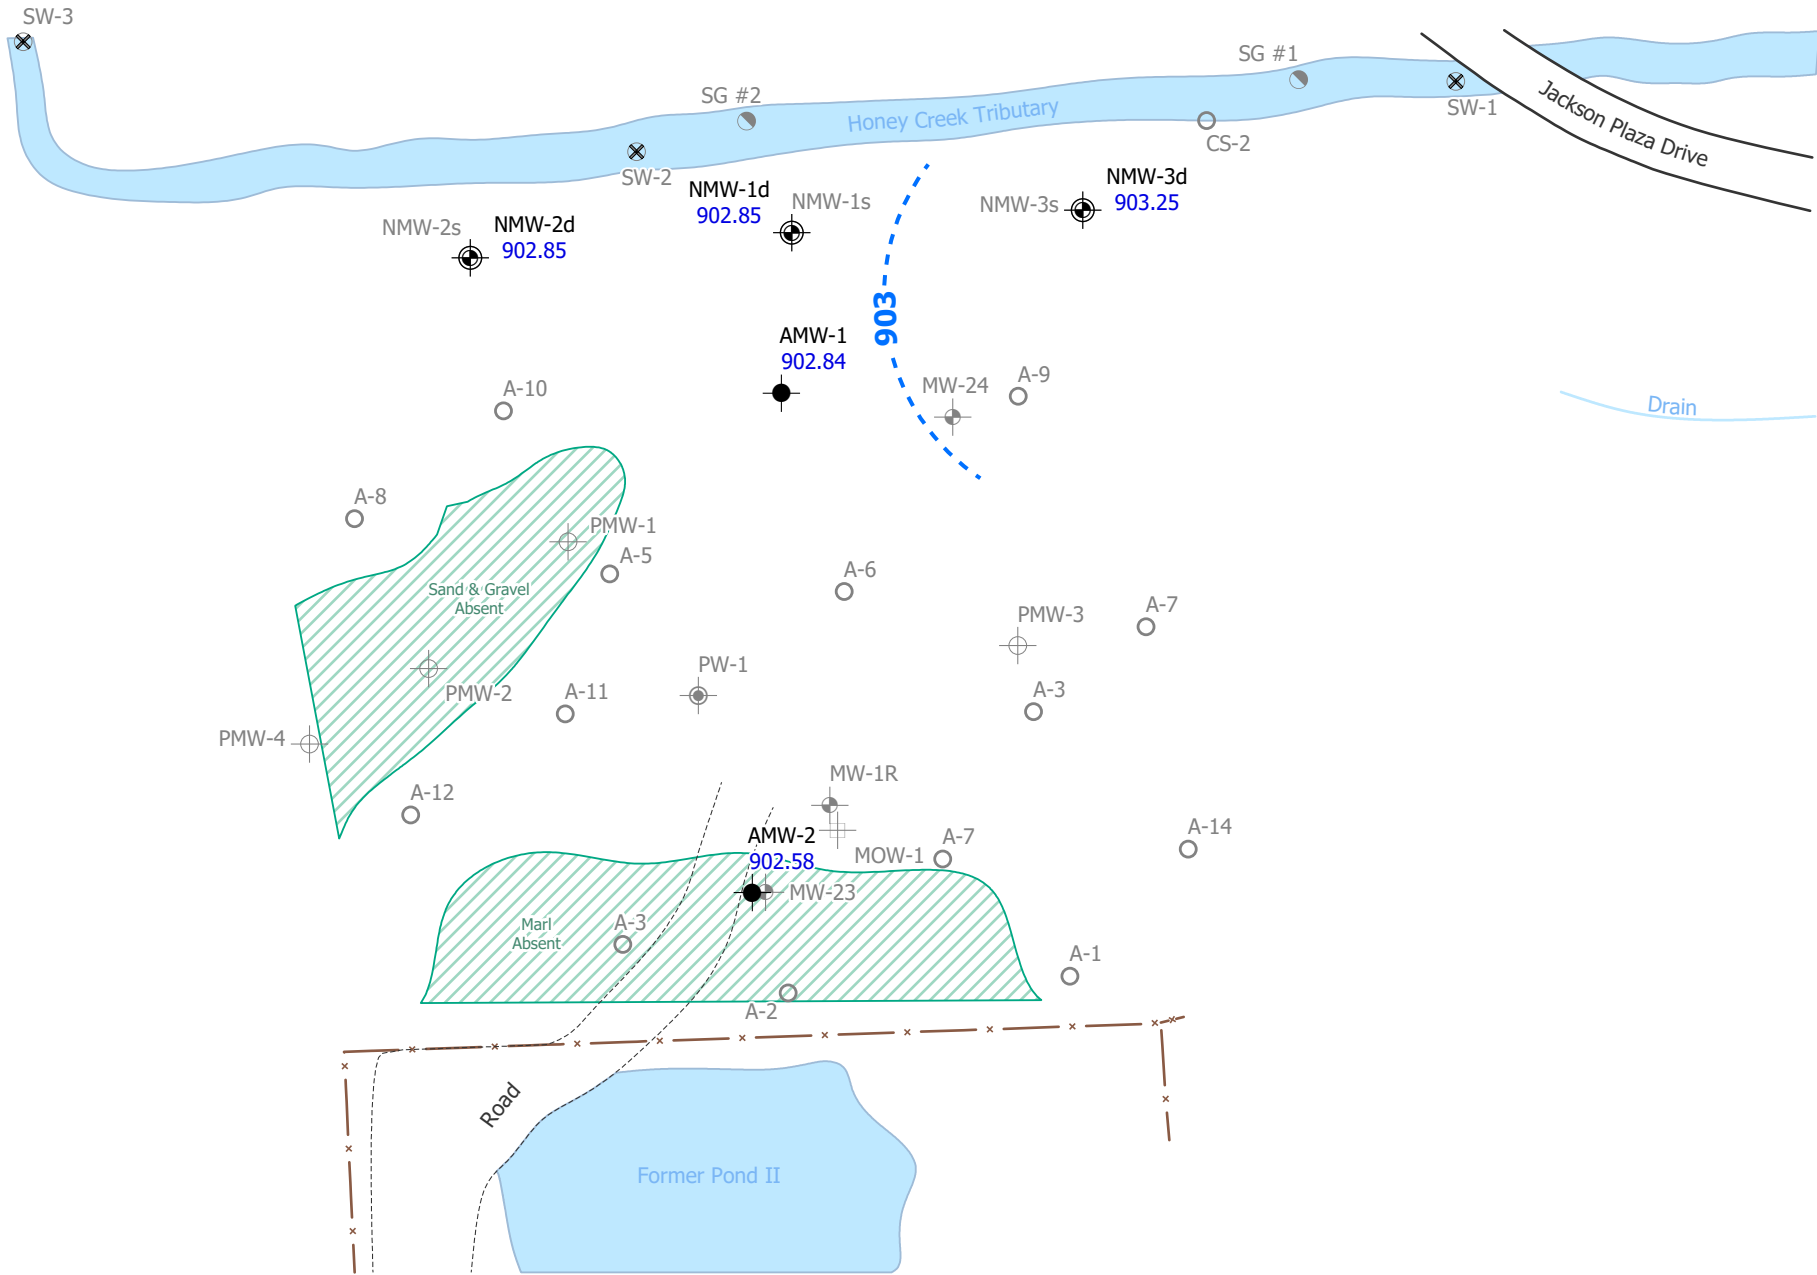 SW-3
SG #1
SG #2
Jackson Plaza Drive
SW-1
Honey Creek Tributary
CS-2
SW-2
NMW-3d
903.25
NMW-1d
902.85
NMW-1s
NMW-3s
NMW-2s
NMW-2d
902.85
903
AMW-1
902.84
MW-24
A-9
A-10
Drain
A-8
PMW-1
A-5
A-6
Sand & Gravel
Absent
PMW-3
A-7
PW-1
PMW-2
A-11
A-3
PMW-4
MW-1R
A-12
AMW-2
902.58
MOW-1
A-7
A-14
MW-23
Marl
Absent
A-3
A-1
A-2
Road
Former Pond II